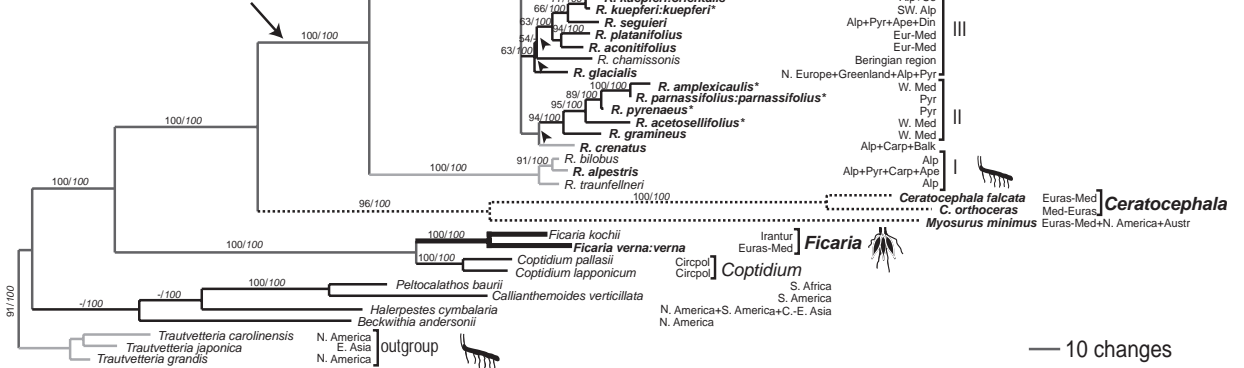 66/100 R. kuepferi:kuepferi* SW. Alp
63/100 R. seguieri Alp+Pyr+Ape+Din
94/100 R. platanifolius Eur-Med III
54/- R. aconitifolius Eur-Med
100/100 63/100 R. chamissonis Beringian region
R. glacialis N. Europe+Greenland+Alp+Pyr
100/100 R. amplexicaulis* W. Med
89/100 R. parnassifolius:parnassifolius* Pyr
95/100 R. pyrenaeus* Pyr II
94/100 R. acetosellifolius* W. Med
100/100 R. gramineus W. Med
R. crenatus Alp+Carp+Balk
91/100 R. bilobus Alp
100/100 R. alpestris Alp+Pyr+Carp+Ape I
R. traunfellneri Alp
100/100 100/100 Ceratocephala falcata Euras-Med
96/100 C. orthoceras Med-Euras Ceratocephala
Myosurus minimus Euras-Med+N. America+Austr
100/100 Ficaria kochii Irantur
100/100 Ficaria verna:verna Euras-Med Ficaria
100/100 Coptidium pallasii Circpol
Coptidium lapponicum Circpol Coptidium
100/100 Peltocalathos baurii S. Africa
-/100 Callianthemoides verticillata S. America
-/100 Halerpestes cymbalaria N. America+S. America+C.-E. Asia
91/100 Beckwithia andersonii N. America
Trautvetteria carolinensis N. America
Trautvetteria japonica E. Asia outgroup
Trautvetteria grandis N. America
10 changes